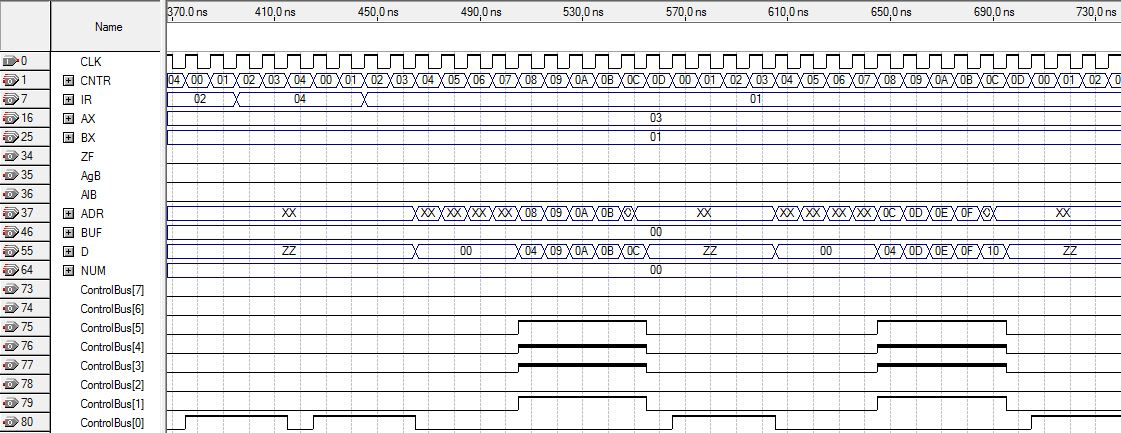 Name 370.0 ns 410.0 ns 450.0 ns 490.0 ns 530.0 ns 570.0 ns 610.0 ns 650.0 ns 690.0 ns 730.0 ns
0 CLK
1 CNTR 04 00 01 02 03 04 00 01 02 03 04 05 06 07 08 09 0A 0B 0C 0D 00 01 02 03 04 05 06 07 08 09 0A 0B 0C 0D 00 01 02
7 IR 02 04 01
16 AX 03
25 BX 01
34 ZF
35 AgB
36 AlB
37 ADR XX XX XX XX XX 08 09 0A 0B XX XX XX XX XX 0C 0D 0E 0F XX
46 BUF 00
55 D ZZ 00 04 09 0A 0B 0C ZZ 00 04 0D 0E 0F 10 ZZ
64 NUM 00
73 ControlBus[7]
74 ControlBus[6]
75 ControlBus[5]
76 ControlBus[4]
77 ControlBus[3]
78 ControlBus[2]
79 ControlBus[1]
80 ControlBus[0]